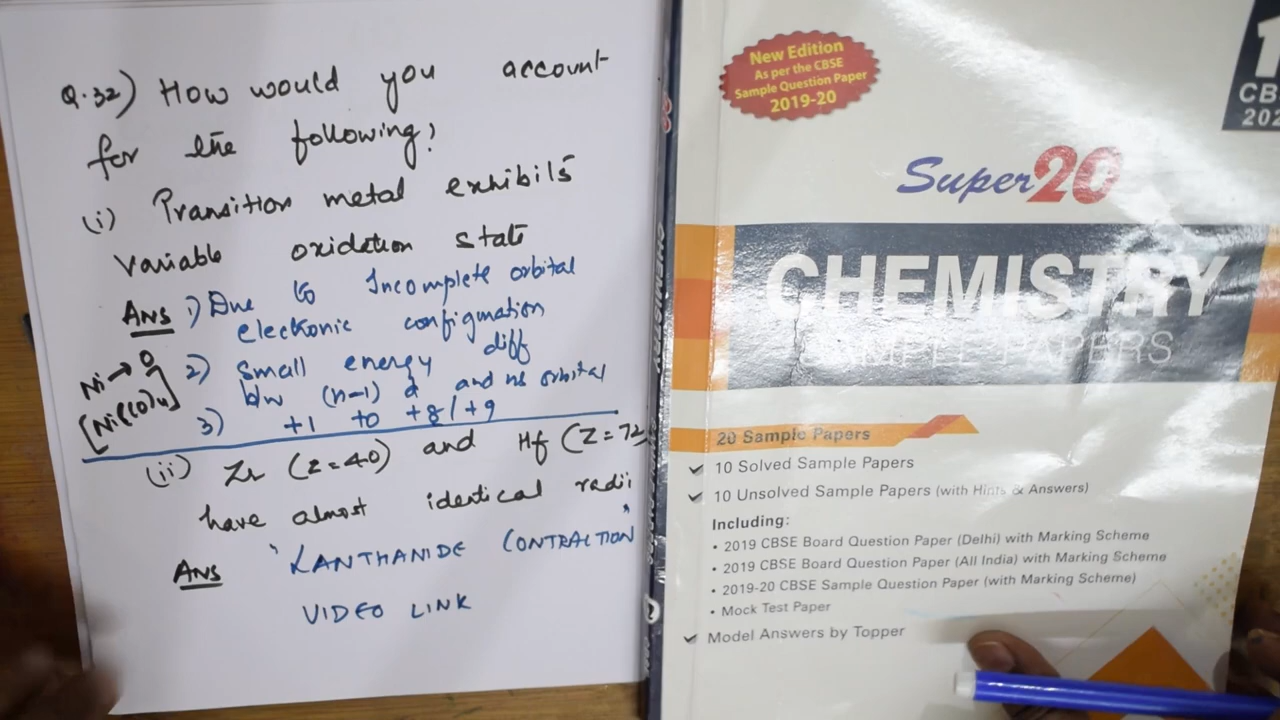 Q.32) How would you account
for the following?
(i) Transition metal exhibits
Variable oxidation state
Ans 1) Due to Incomplete orbital
electronic configuration
2) Small energy diff
b/w (n-1) d and ns orbital
3) +1 to +8/+9
Ni → 0
[Ni(CO)4]
(ii) Zr (Z=40) and Hf (Z=72
have almost identical radii
Ans "LANTHANIDE CONTRACTION"
VIDEO LINK
New Edition
As per the CBSE
Sample Question Paper
2019-20
CB
202
Super20
CHEMISTRY
SAMPLE PAPERS
20 Sample Papers
10 Solved Sample Papers
10 Unsolved Sample Papers (with Hints & Answers)
Including:
• 2019 CBSE Board Question Paper (Delhi) with Marking Scheme
• 2019 CBSE Board Question Paper (All India) with Marking Scheme
• 2019-20 CBSE Sample Question Paper (with Marking Scheme)
• Mock Test Paper
Model Answers by Topper